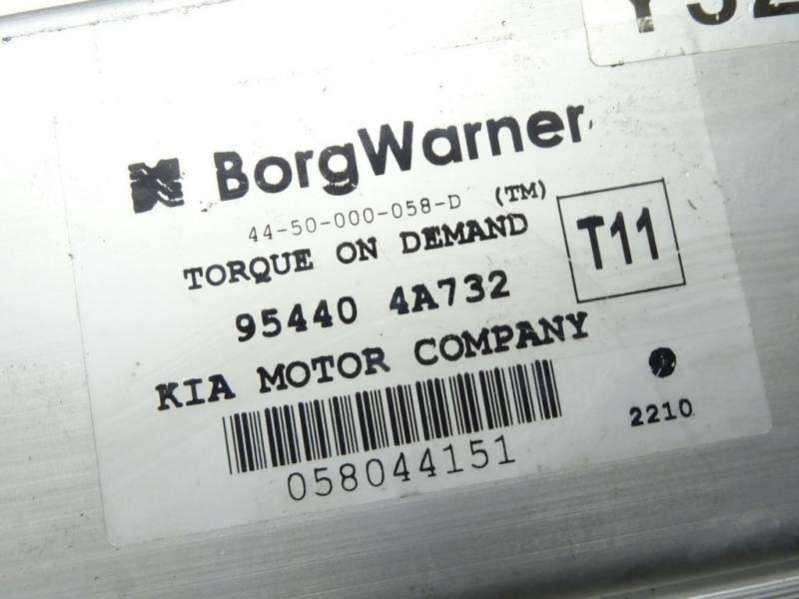 BorgWarner
44-50-000-058-D (TM)
TORQUE ON DEMAND
T11
95440 4A732
KIA MOTOR COMPANY
058044151
2210